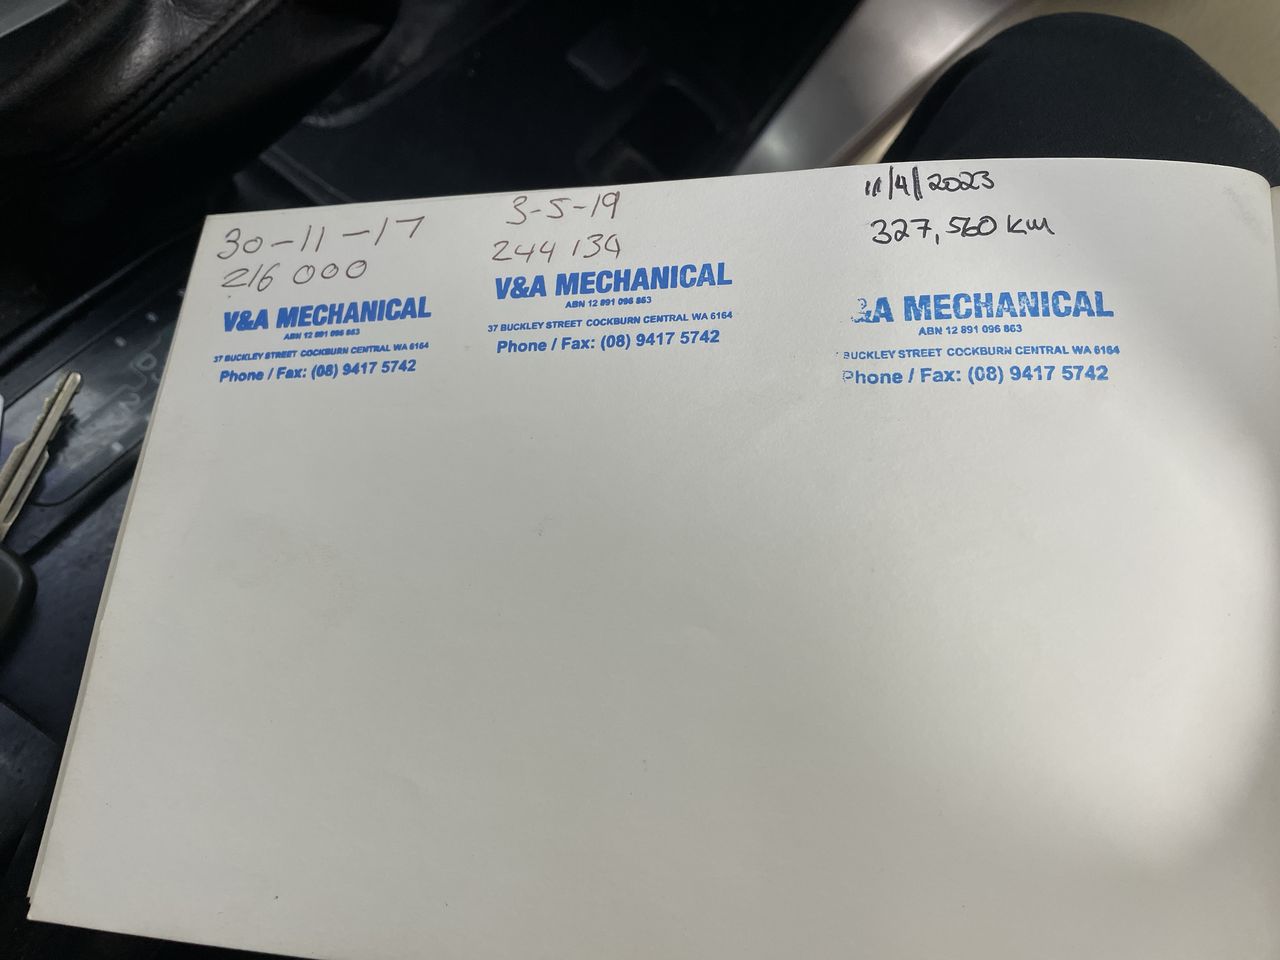 30-11-17
216 000
V&A MECHANICAL
ABN 12 891 096 863
37 BUCKLEY STREET COCKBURN CENTRAL WA 6164
Phone / Fax: (08) 9417 5742
3-5-19
244 134
V&A MECHANICAL
ABN 12 891 096 863
37 BUCKLEY STREET COCKBURN CENTRAL WA 6164
Phone / Fax: (08) 9417 5742
11/4/2023
327,560 km
&A MECHANICAL
ABN 12 891 096 863
BUCKLEY STREET COCKBURN CENTRAL WA 6164
Phone / Fax: (08) 9417 5742